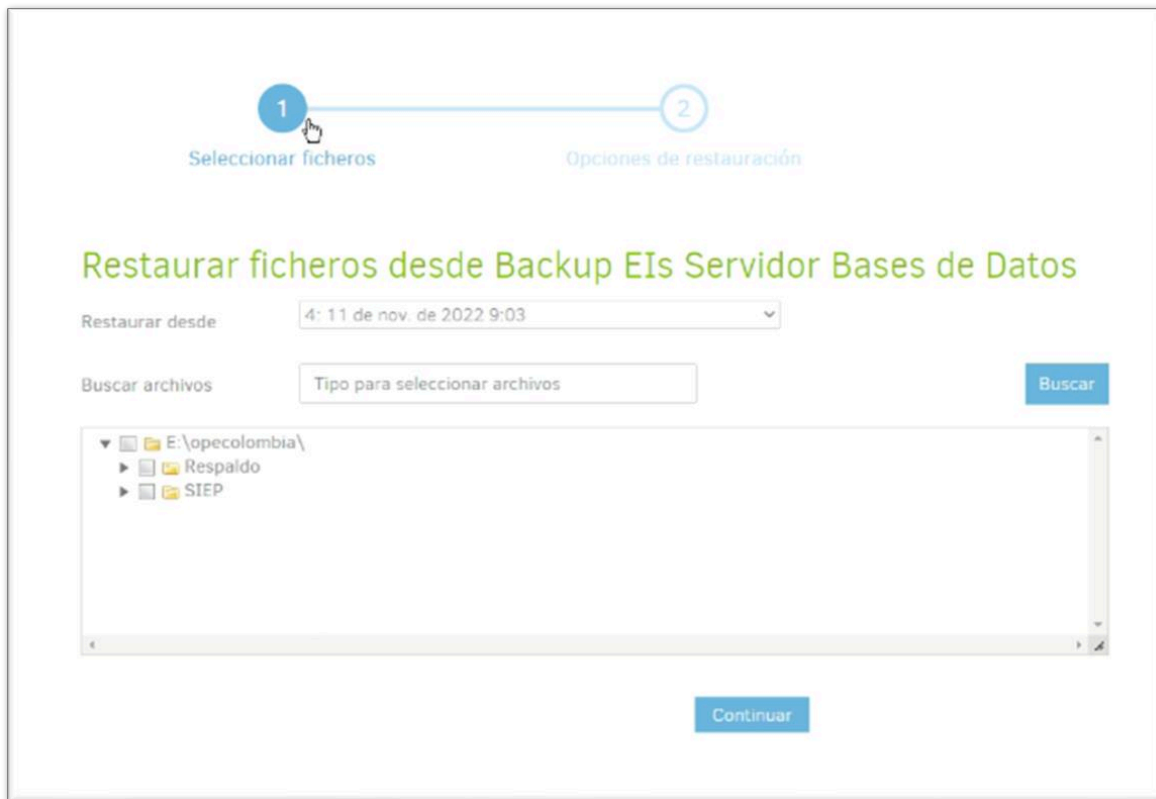 1
2
Seleccionar ficheros
Opciones de restauración
Restaurar ficheros desde Backup EIs Servidor Bases de Datos
Restaurar desde
4: 11 de nov. de 2022 9:03
Buscar archivos
Tipo para seleccionar archivos
Buscar
E:\opecolombia\
Respaldo
SIEP
Continuar